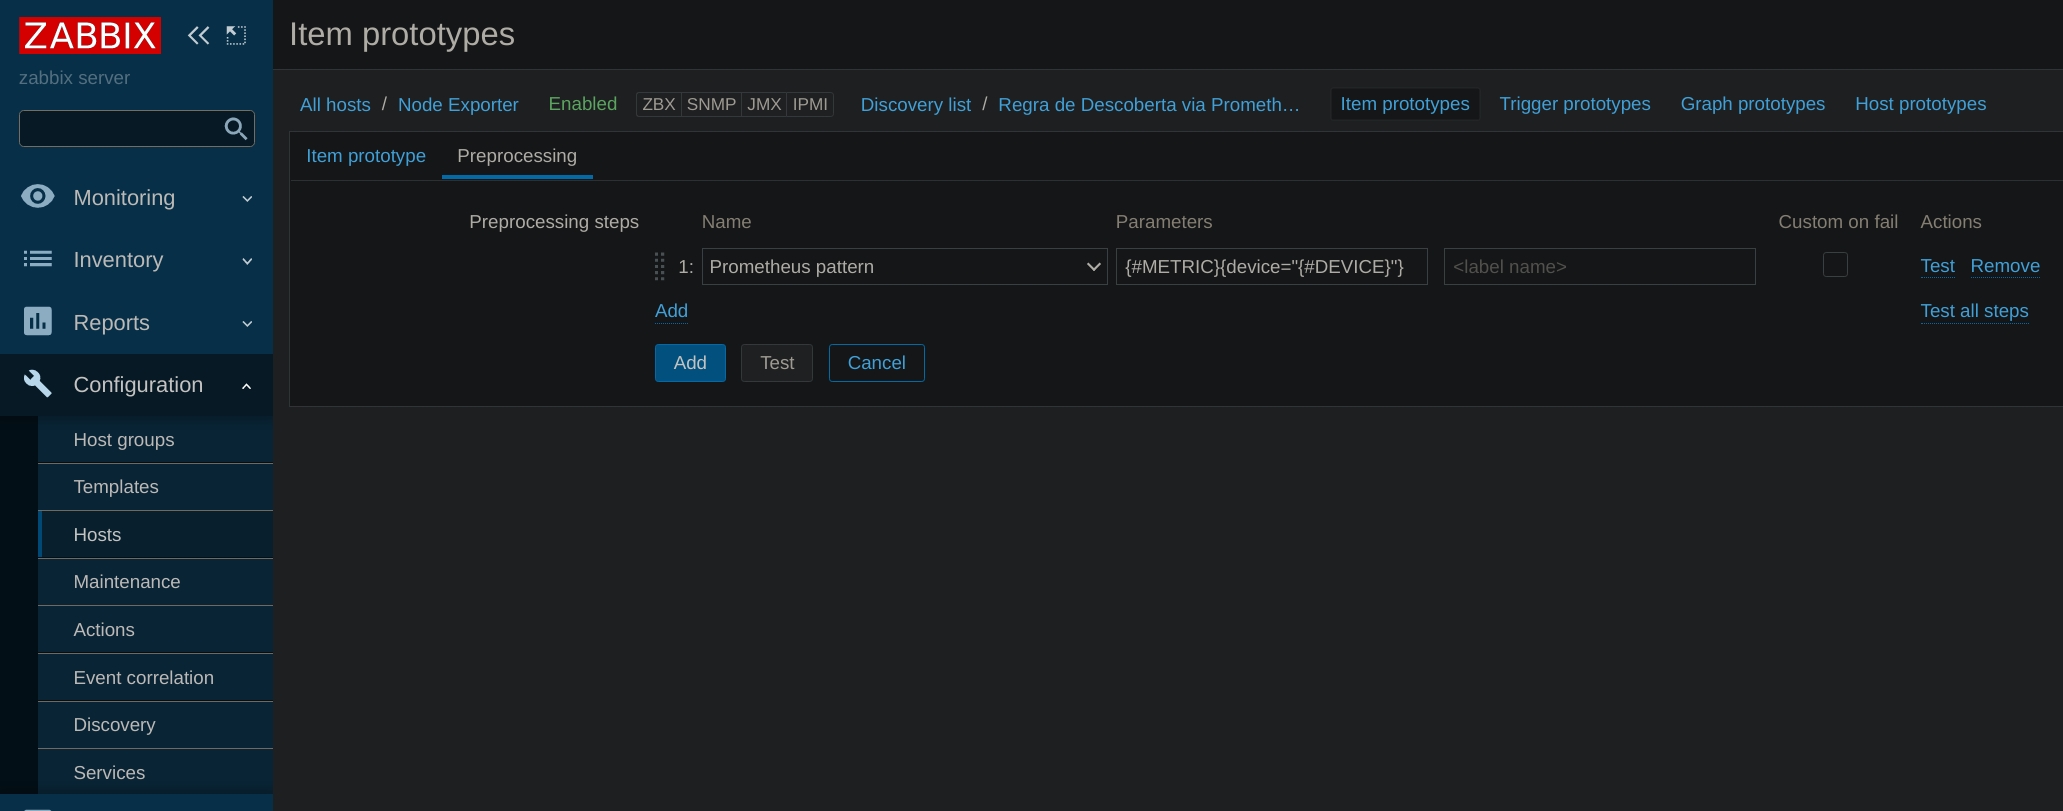 ZABBIX
zabbix server
Monitoring
Inventory
Reports
Configuration
Host groups
Templates
Hosts
Maintenance
Actions
Event correlation
Discovery
Services
Item prototypes
All hosts / Node Exporter Enabled ZBX SNMP JMX IPMI Discovery list / Regra de Descoberta via Prometh… Item prototypes Trigger prototypes Graph prototypes Host prototypes
Item prototype Preprocessing
Preprocessing steps Name Parameters Custom on fail Actions
1: Prometheus pattern {#METRIC}{device="{#DEVICE}"} <label name> Test Remove
Add Test all steps
Add Test Cancel